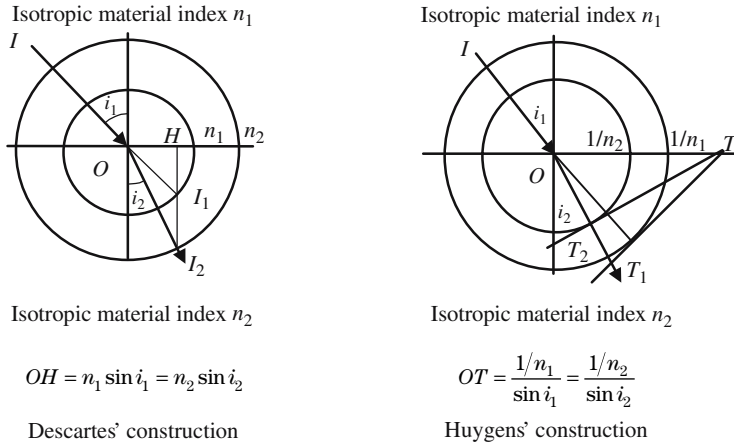 Isotropic material index n₁
I
i₁
H
n₁
n₂
O
i₂
I₁
I₂
Isotropic material index n₂
OH = n₁ sin i₁ = n₂ sin i₂
Descartes' construction
Isotropic material index n₁
I
i₁
1/n₂
1/n₁
T
O
i₂
T₂
T₁
Isotropic material index n₂
OT = (1/n₁)/(sin i₁) = (1/n₂)/(sin i₂)
Huygens' construction